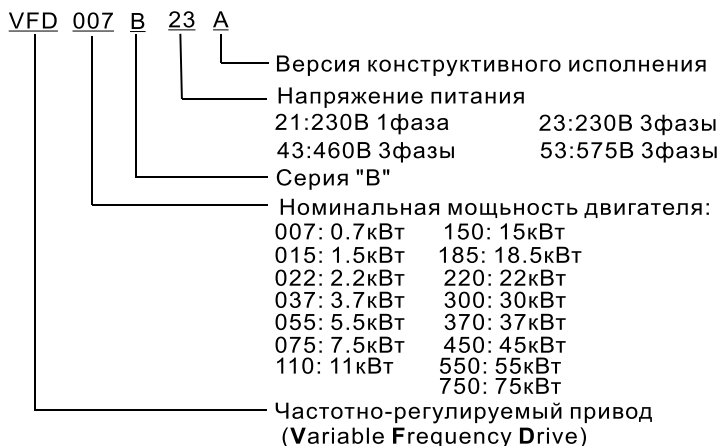 VFD 007 B 23 A
Версия конструктивного исполнения
Напряжение питания
21:230В 1фаза 23:230В 3фазы
43:460В 3фазы 53:575В 3фазы
Серия "В"
Номинальная мощьность двигателя:
007: 0.7кВт 150: 15кВт
015: 1.5кВт 185: 18.5кВт
022: 2.2кВт 220: 22кВт
037: 3.7кВт 300: 30кВт
055: 5.5кВт 370: 37кВт
075: 7.5кВт 450: 45кВт
110: 11кВт 550: 55кВт
750: 75кВт
Частотно-регулируемый привод
(Variable Frequency Drive)